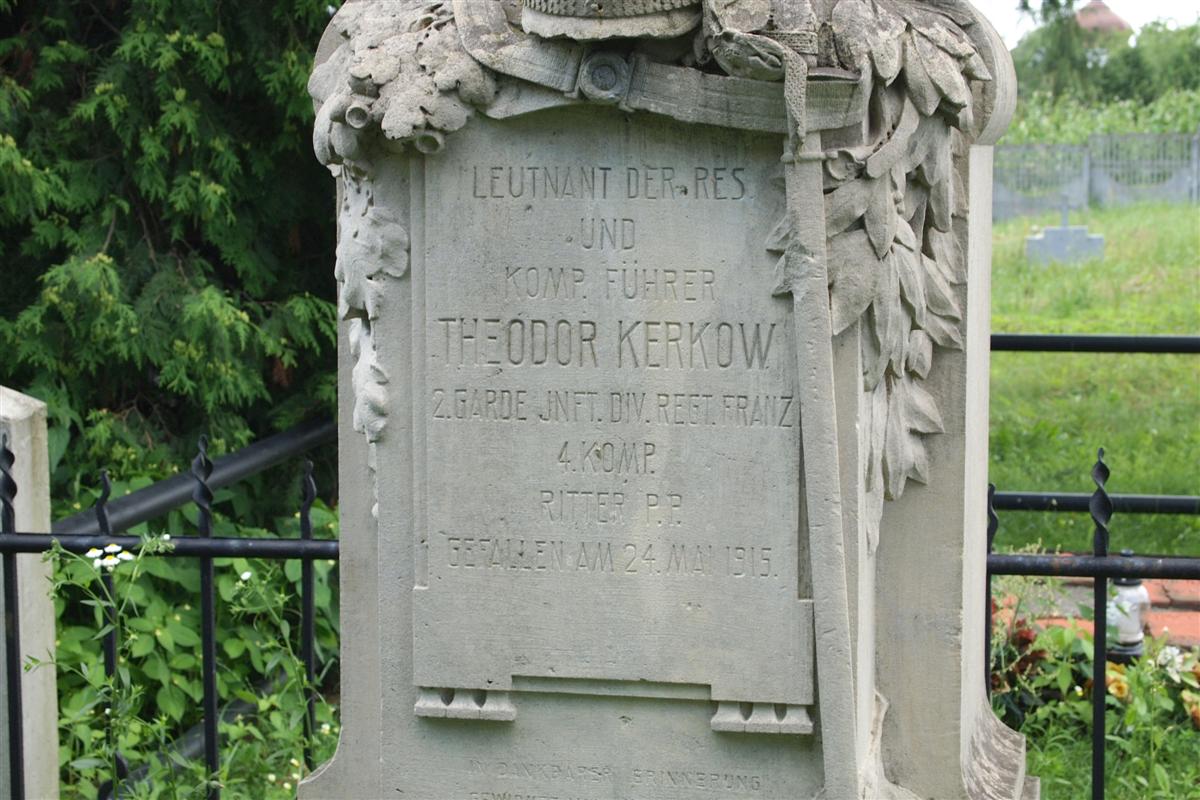 LEUTNANT DER RES.
UND
KOMP. FÜHRER
THEODOR KERKOW.
2. GARDE JNFT. DIV. REGT. FRANZ
4. KOMP.
RITTER P.P.
GEFALLEN AM 24. MAI 1915.
IN DANKBARER ERINNERUNG